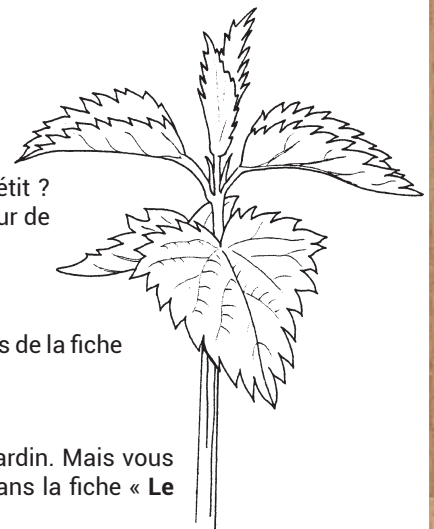 étit ?
ur de
s de la fiche
ardin. Mais vous
ans la fiche « Le